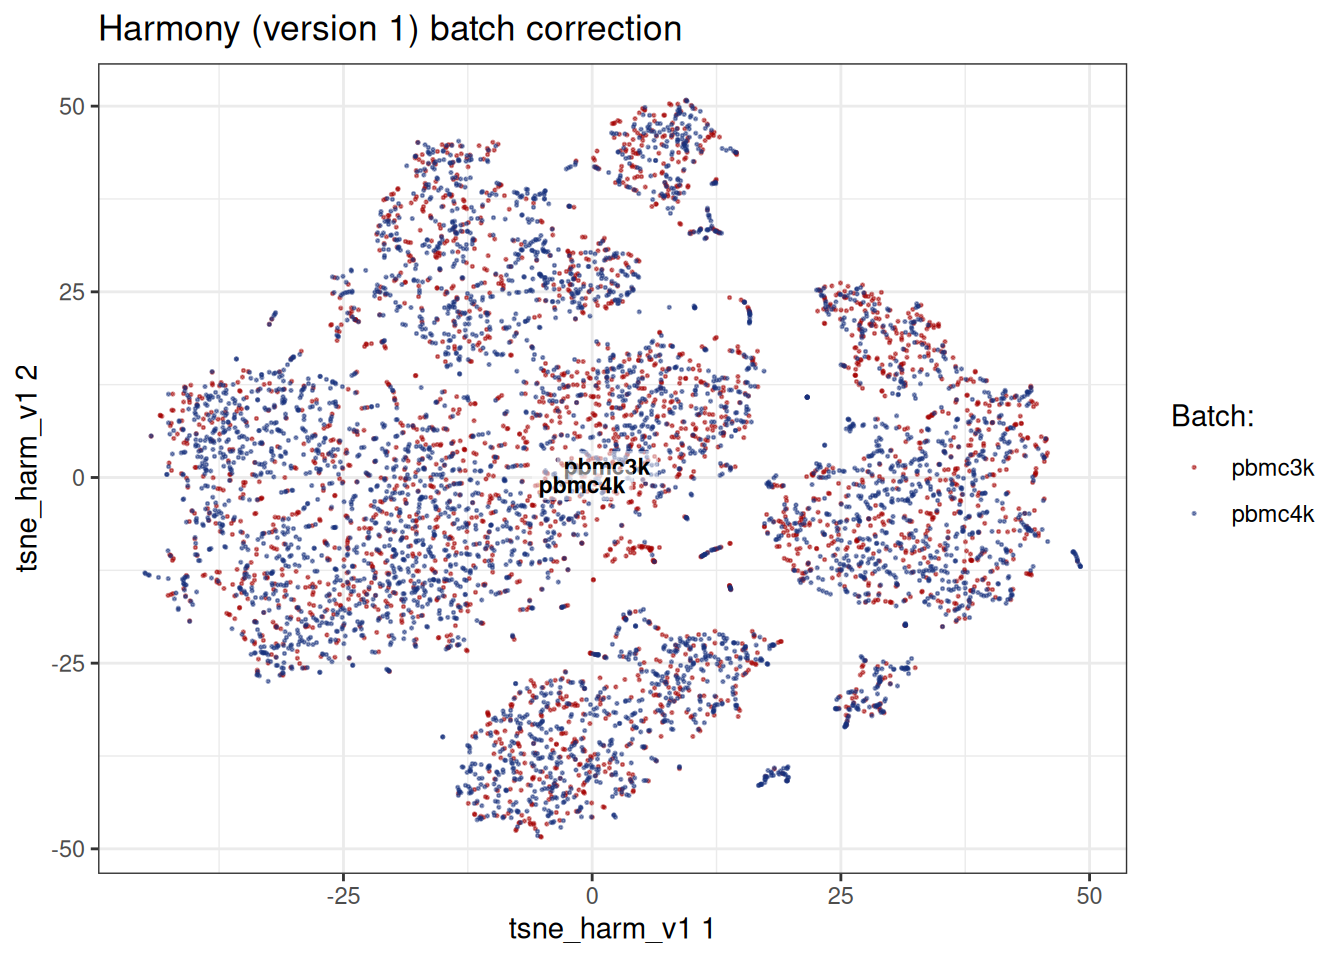 Harmony (version 1) batch correction
tsne_harm_v1 2
50
25
0
-25
-50
pbmc3k
pbmc4k
-25
0
25
50
tsne_harm_v1 1
Batch:
pbmc3k
pbmc4k